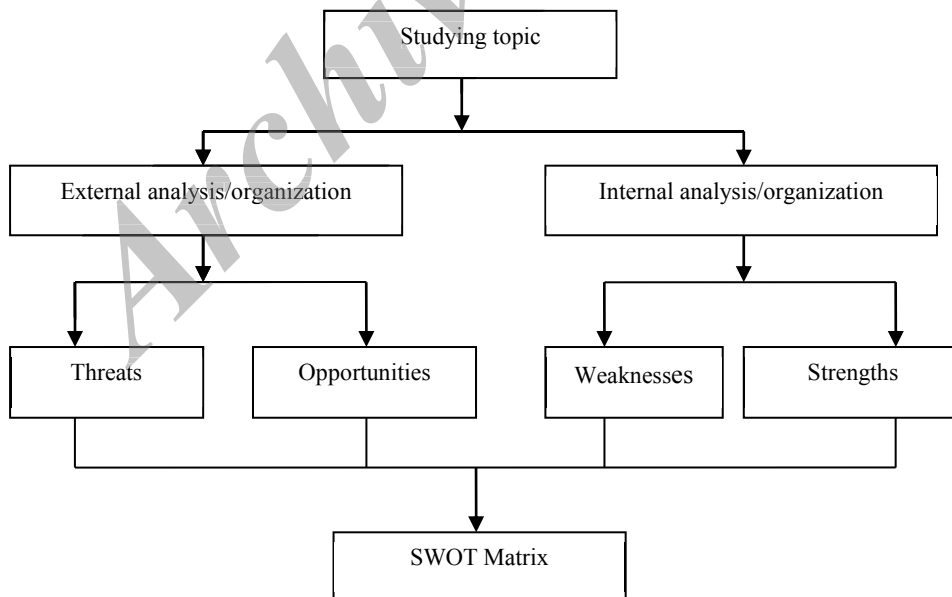 Studying topic
External analysis/organization
Internal analysis/organization
Threats
Opportunities
Weaknesses
Strengths
SWOT Matrix